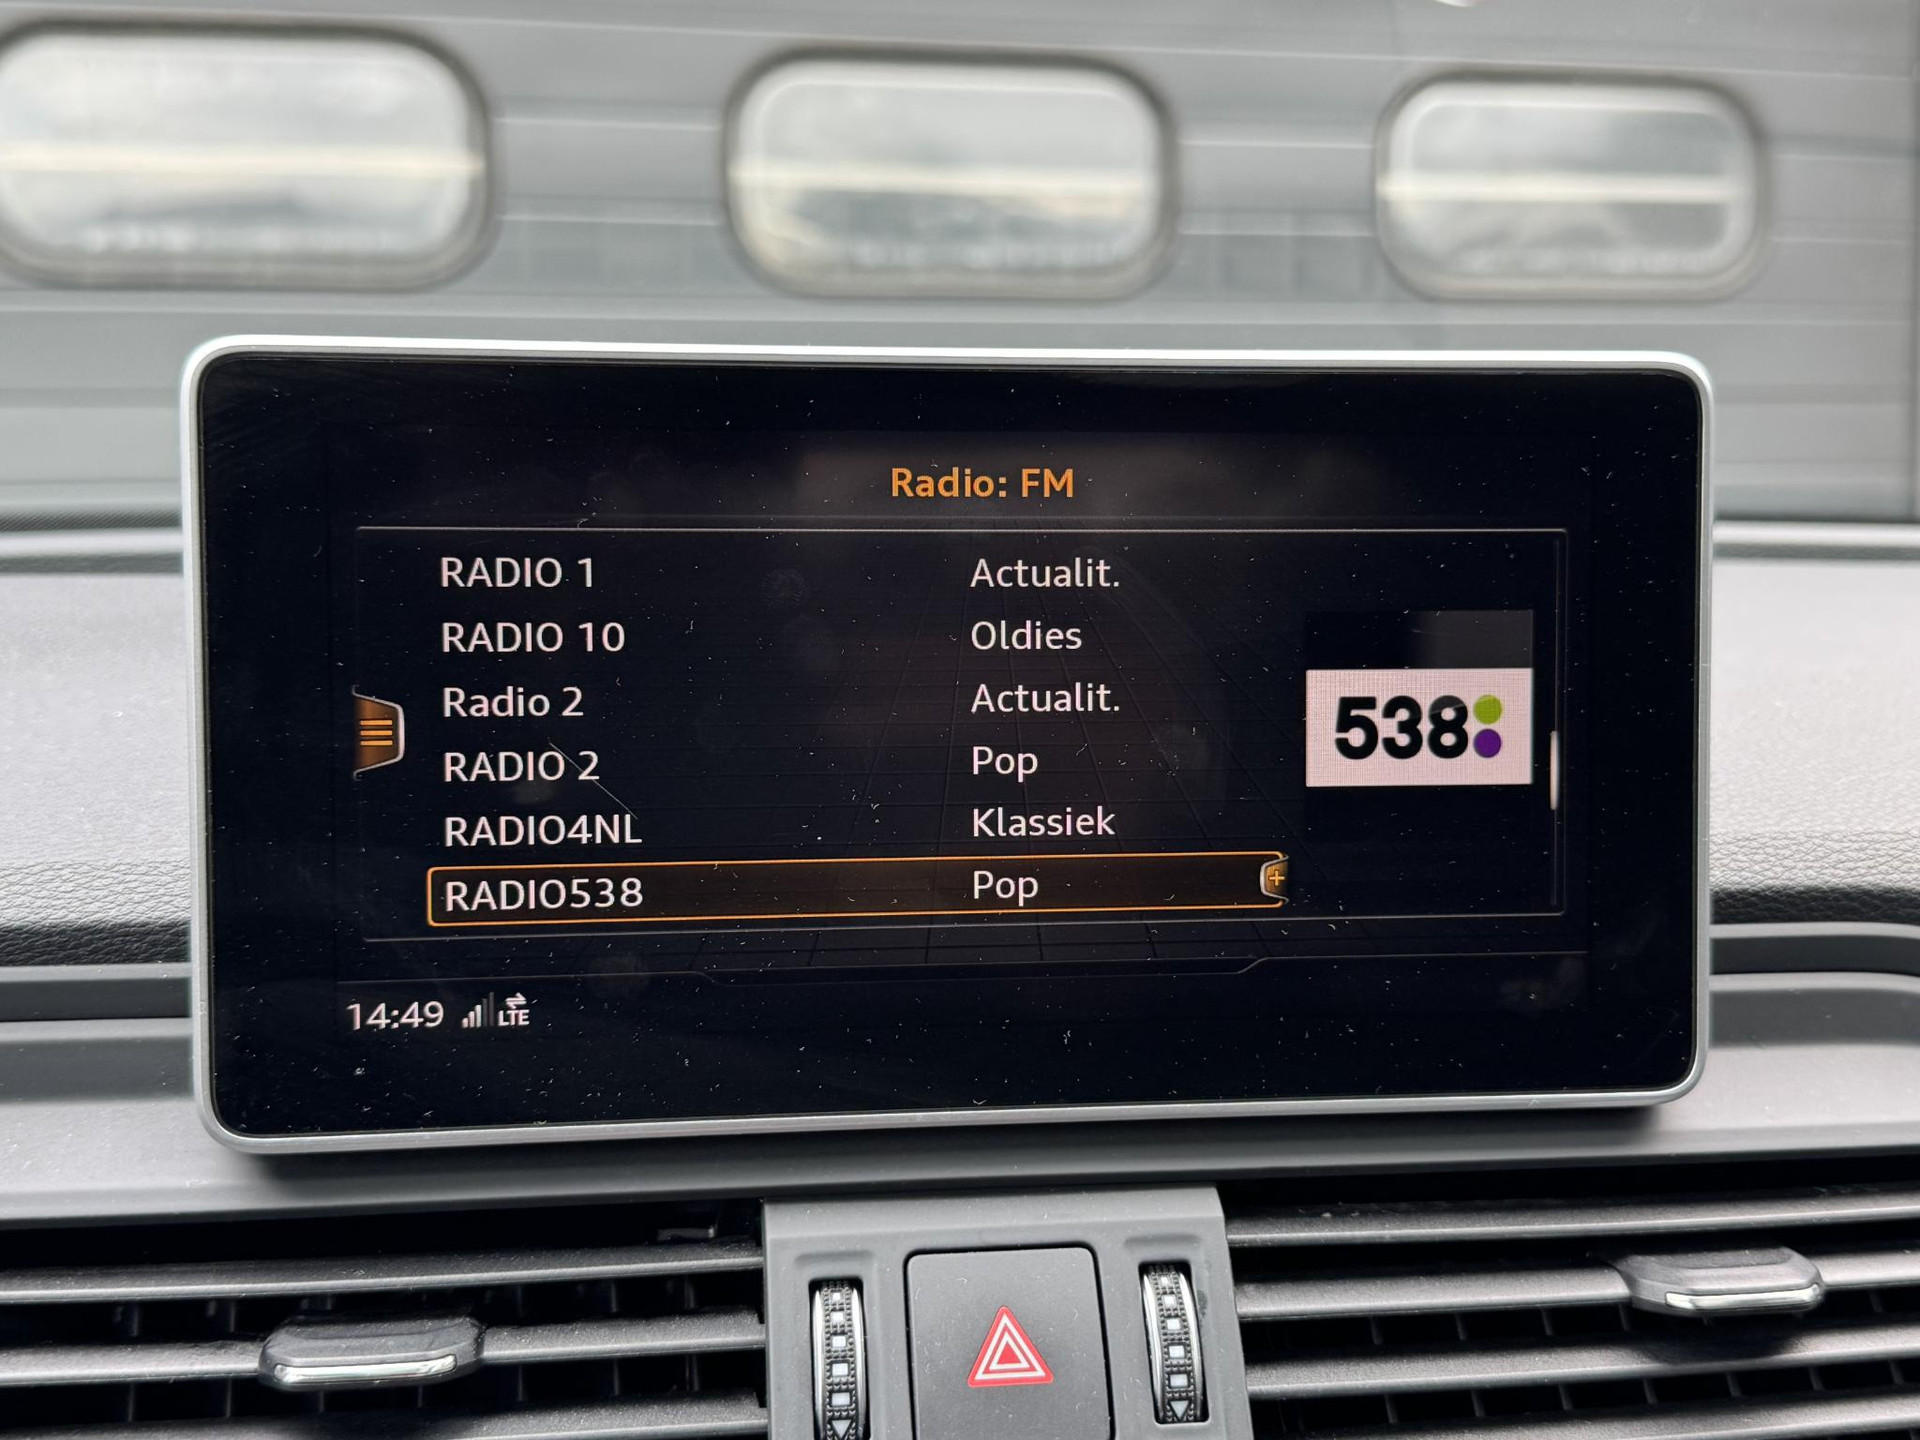 Radio: FM
RADIO 1 Actualit.
RADIO 10 Oldies
Radio 2 Actualit.
RADIO 2 Pop
RADIO4NL Klassiek
RADIO538 Pop
538
14:49 LTE